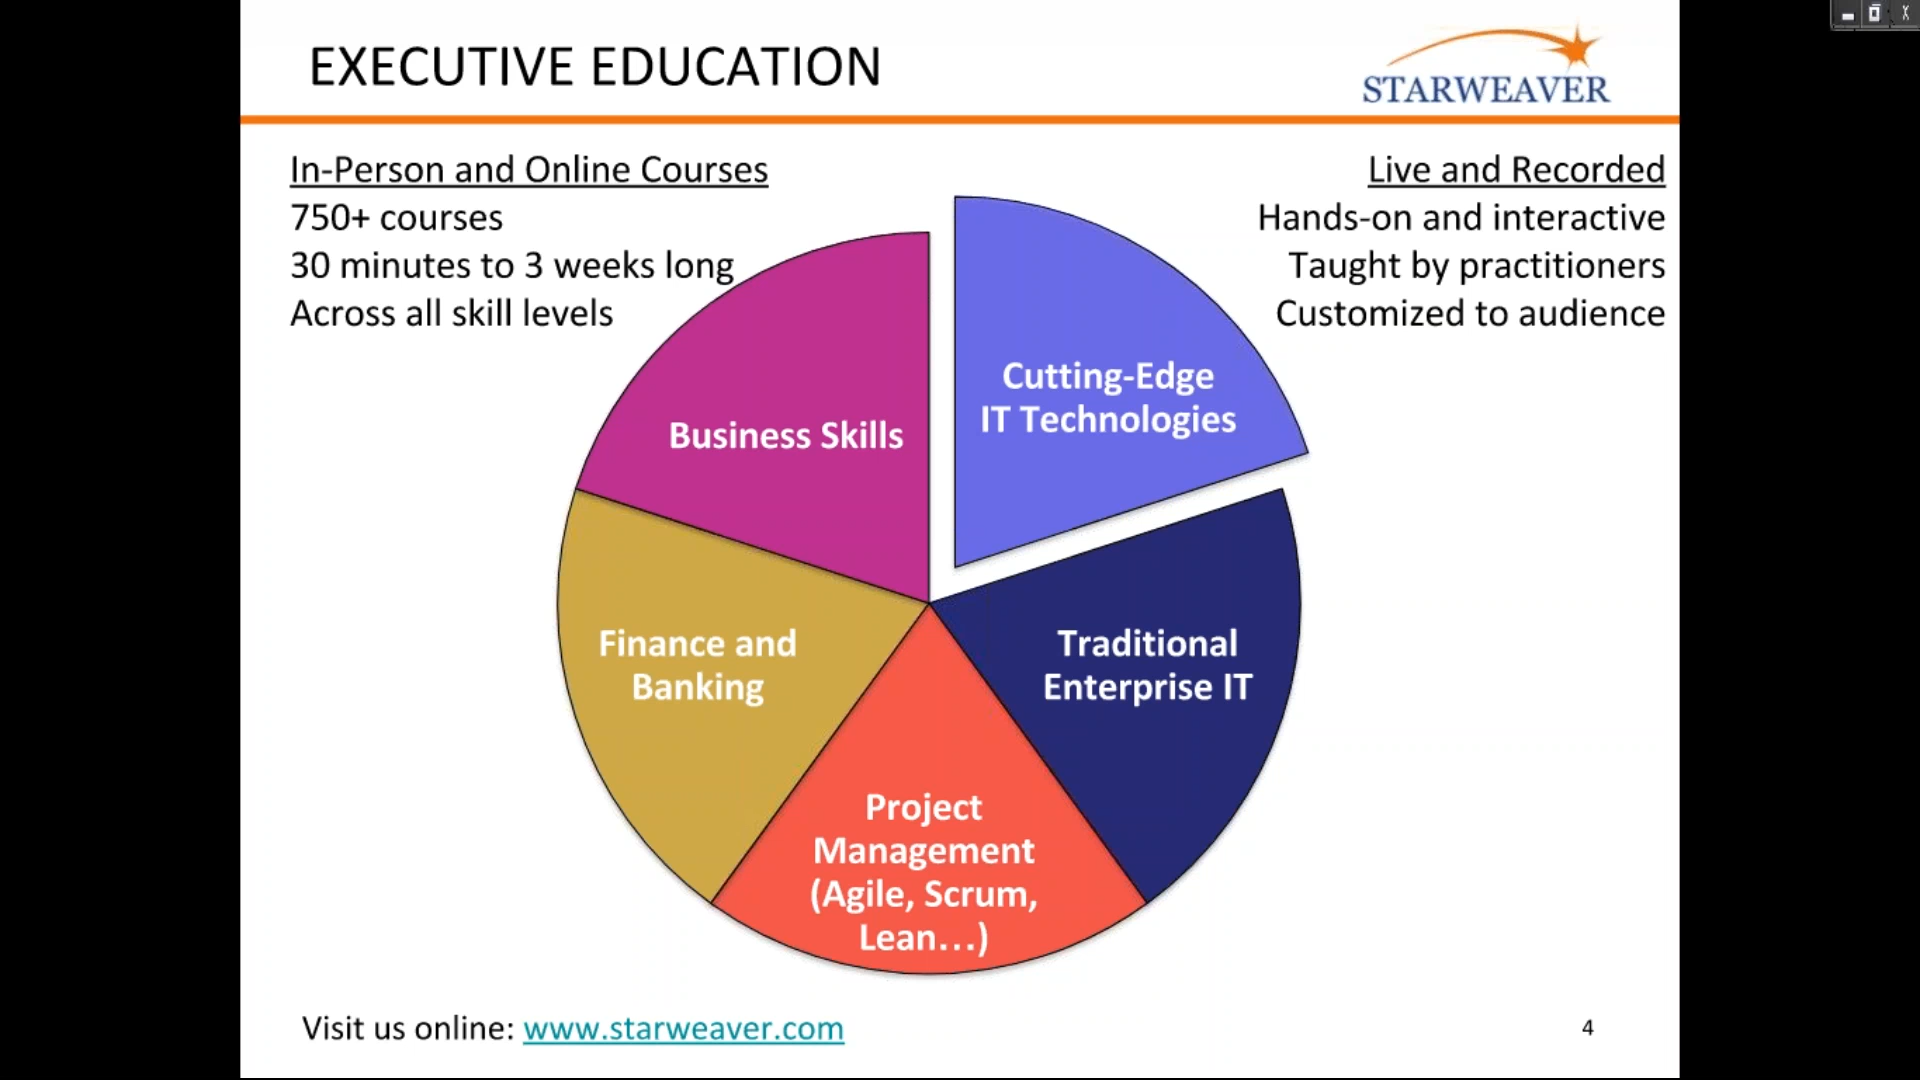 EXECUTIVE EDUCATION
STARWEAVER
In-Person and Online Courses
750+ courses
30 minutes to 3 weeks long
Across all skill levels
Live and Recorded
Hands-on and interactive
Taught by practitioners
Customized to audience
Cutting-Edge
IT Technologies
Business Skills
Finance and
Banking
Traditional
Enterprise IT
Project
Management
(Agile, Scrum,
Lean...)
Visit us online: www.starweaver.com
4